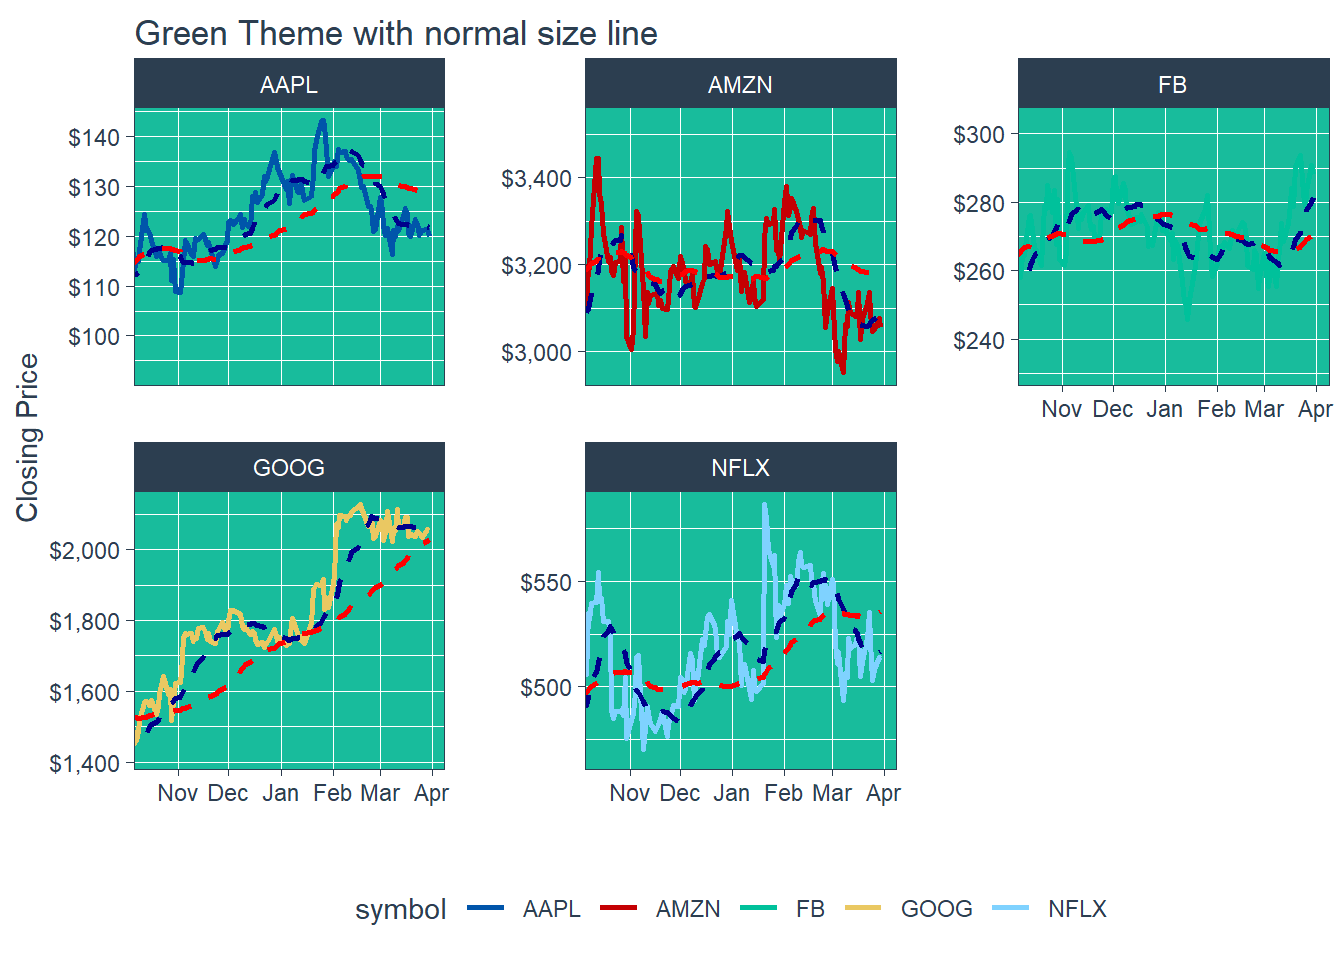 Green Theme with normal size line
AAPL
AMZN
FB
$140
$130
$120
$110
$100
$3,400
$3,200
$3,000
$300
$280
$260
$240
Nov Dec Jan Feb Mar Apr
Closing Price
GOOG
NFLX
$2,000
$1,800
$1,600
$1,400
$550
$500
Nov Dec Jan Feb Mar Apr
Nov Dec Jan Feb Mar Apr
symbol AAPL AMZN FB GOOG NFLX